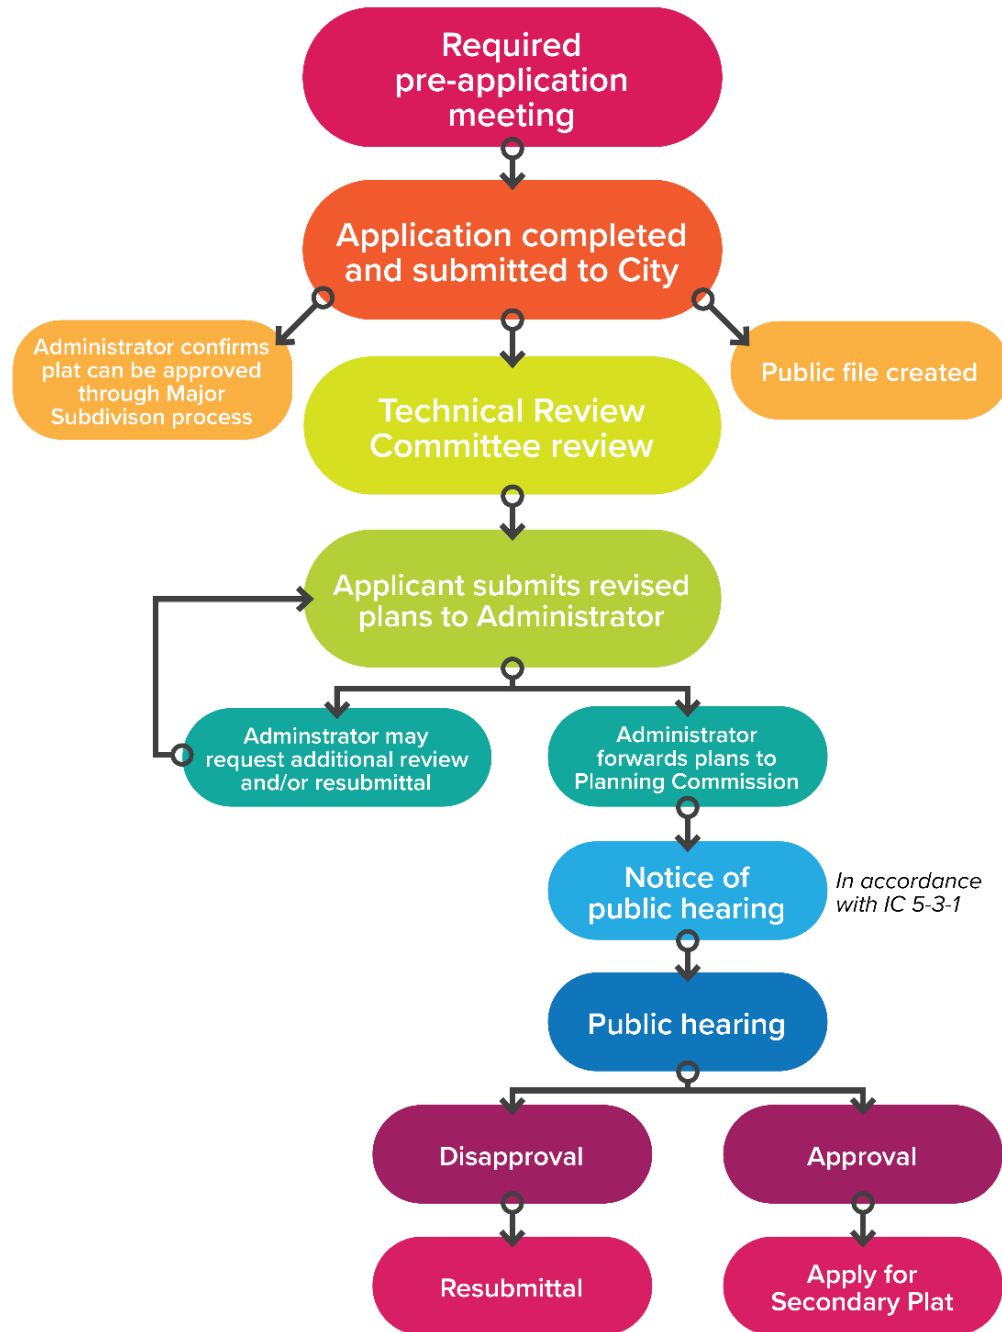 Required
pre-application
meeting
Application completed
and submitted to City
Administrator confirms
plat can be approved
through Major
Subdivison process
Public file created
Technical Review
Committee review
Applicant submits revised
plans to Administrator
Adminstrator may
request additional review
and/or resubmittal
Administrator
forwards plans to
Planning Commission
Notice of
public hearing
In accordance
with IC 5-3-1
Public hearing
Disapproval
Approval
Resubmittal
Apply for
Secondary Plat